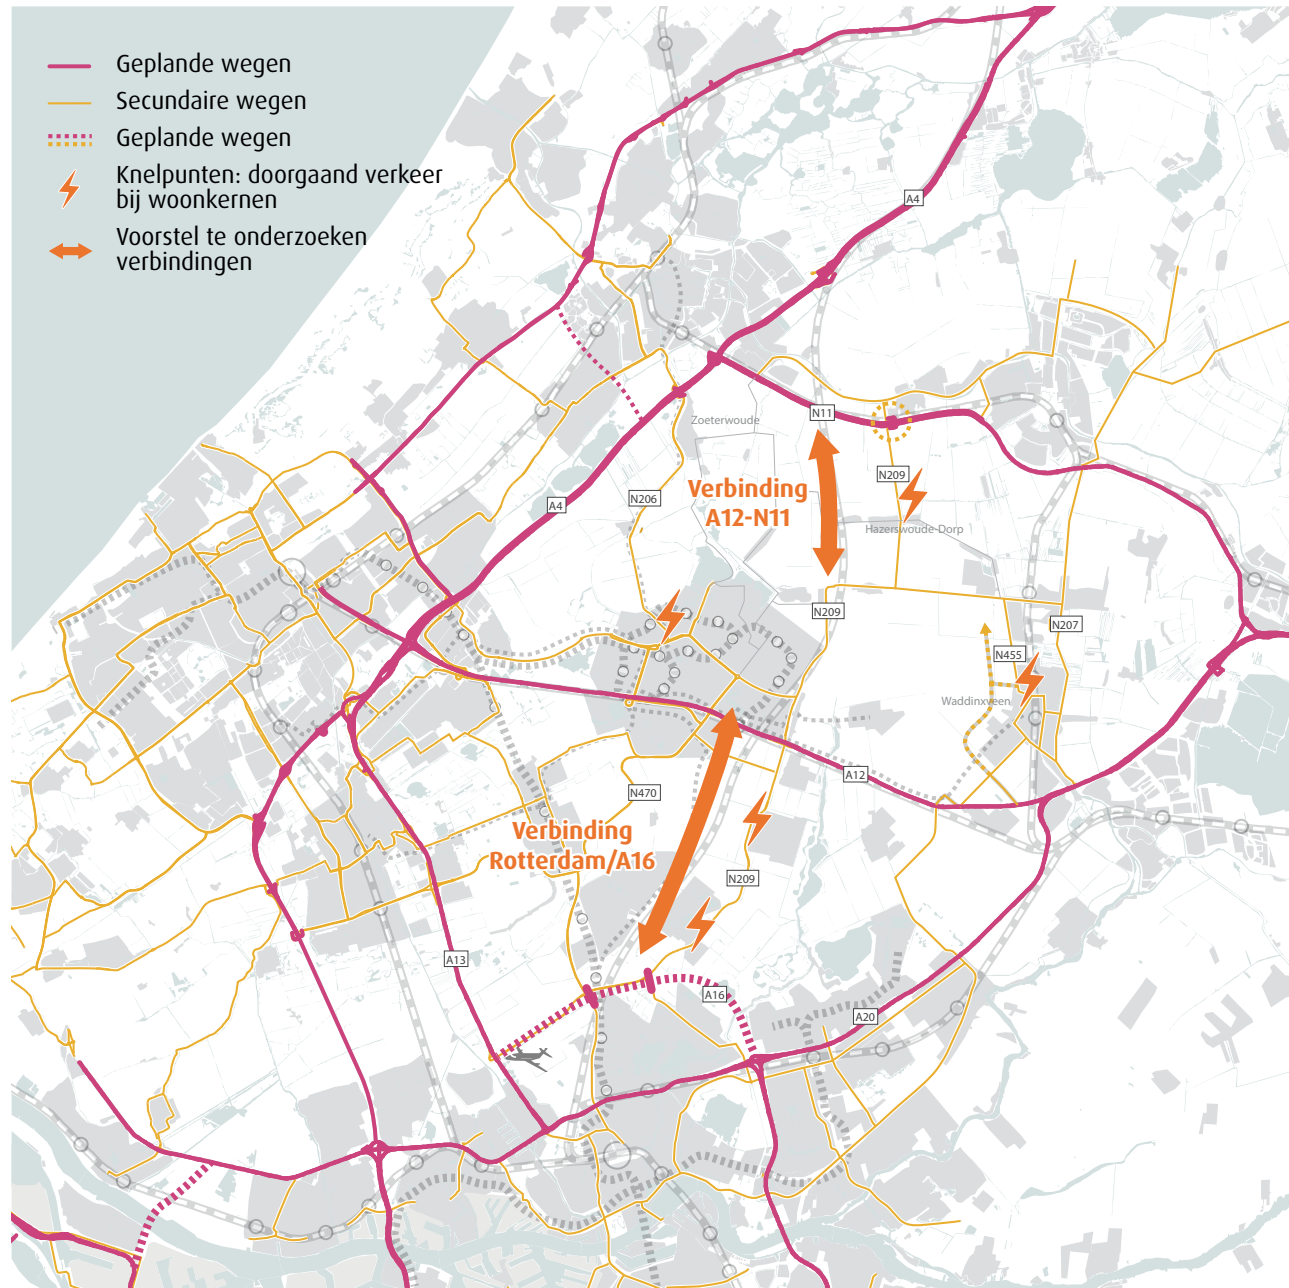 Geplande wegen
Secundaire wegen
Geplande wegen
Knelpunten: doorgaand verkeer
bij woonkernen
Voorstel te onderzoeken
verbindingen
A4
Zoeterwoude
N11
N209
Verbinding
A12-N11
N206
A4
Hazerswoude-Dorp
N209
N207
N455
Waddinxveen
A12
N470
Verbinding
Rotterdam/A16
N209
A13
A16
A20